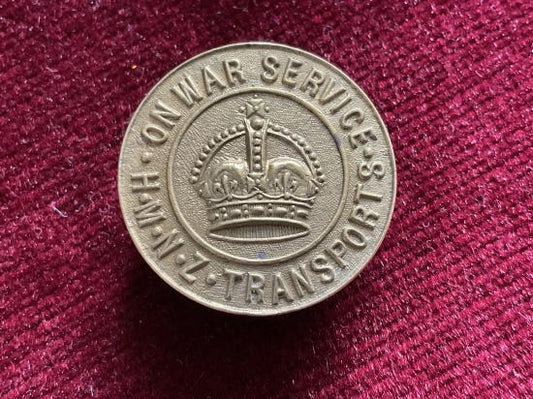 ON WAR SERVICE
H·M·N·Z·TRANSPORTS